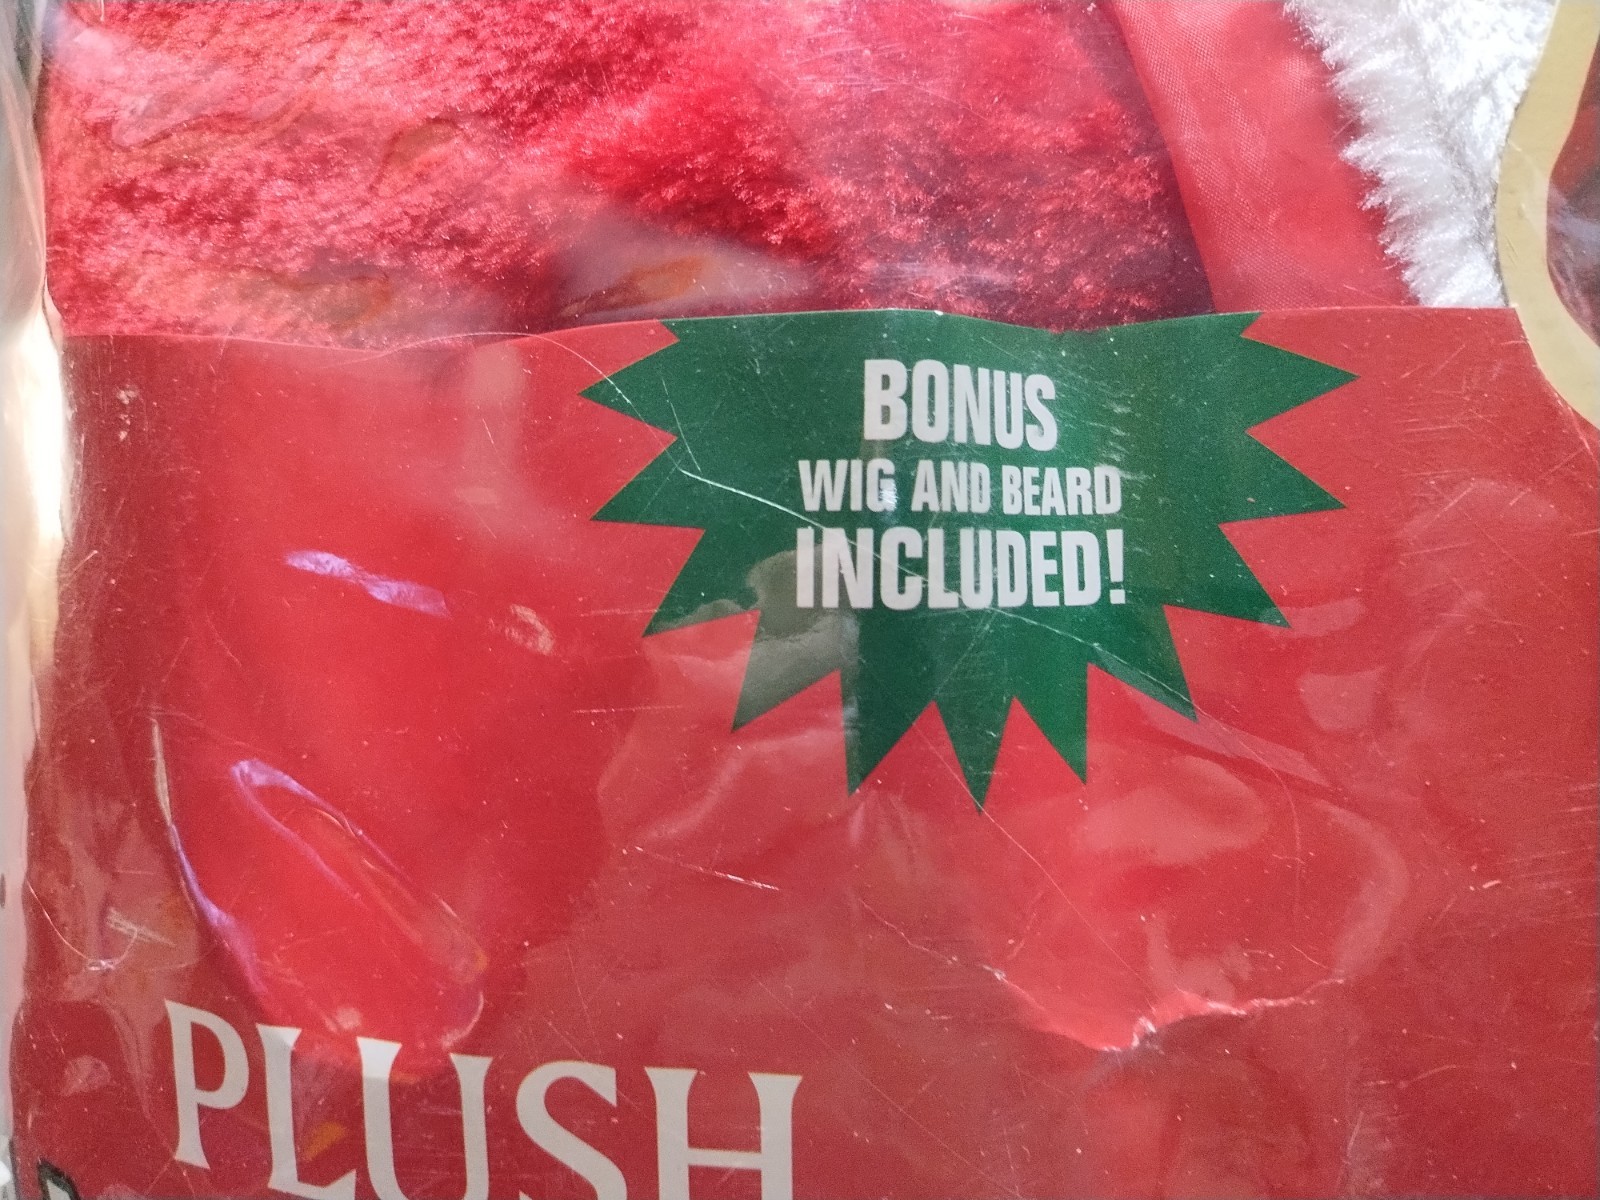 BONUS
WIG AND BEARD
INCLUDED!
PLUSH